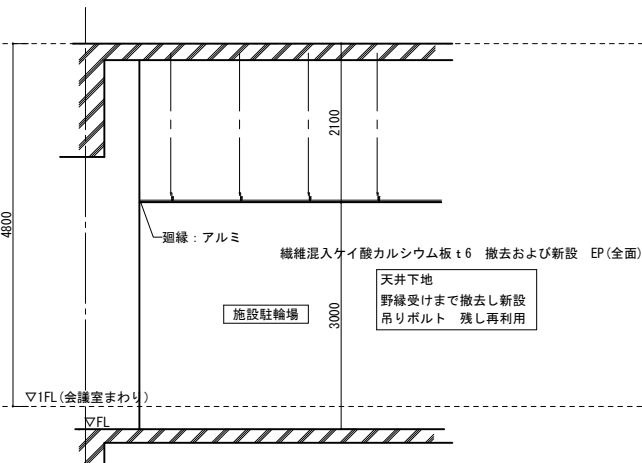 2100
4800
廻縁：アルミ
繊維混入ケイ酸カルシウム板 t6　撤去および新設　EP(全面)
天井下地
野縁受けまで撤去し新設
吊りボルト　残し再利用
施設駐輪場
3000
▽1FL(会議室まわり)
▽FL